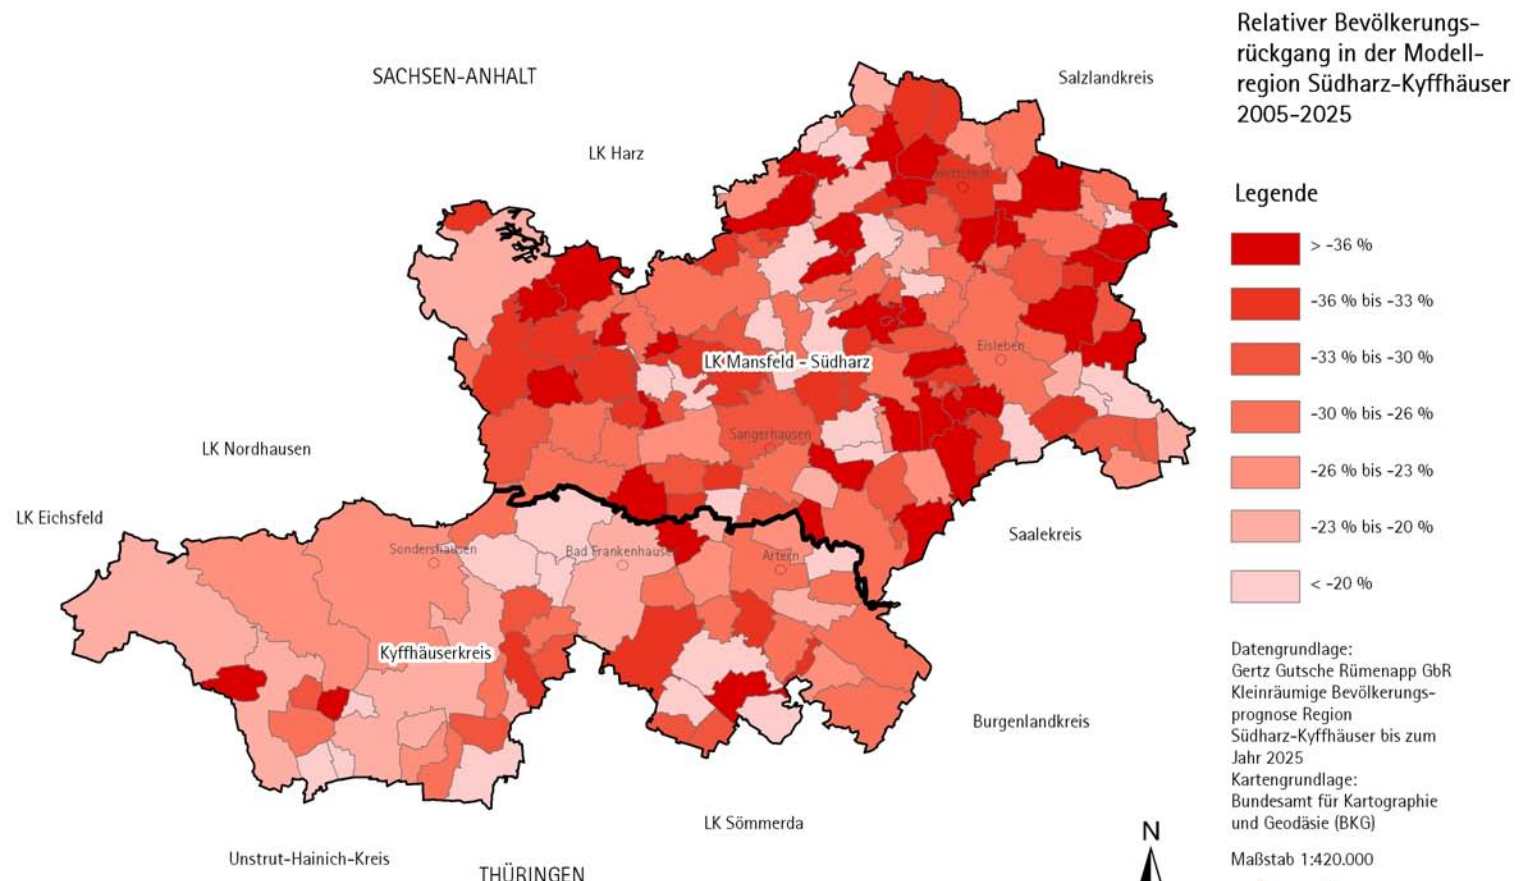 Relativer Bevölkerungs-
rückgang in der Modell-
region Südharz-Kyffhäuser
2005-2025
SACHSEN-ANHALT
Salzlandkreis
LK Harz
Legende
> -36 %
-36 % bis -33 %
-33 % bis -30 %
-30 % bis -26 %
-26 % bis -23 %
-23 % bis -20 %
< -20 %
Eisleben
LK Mansfeld - Südharz
Sangerhausen
LK Nordhausen
LK Eichsfeld
Saalekreis
Sondershausen
Bad Frankenhause
Artern
Kyffhäuserkreis
Burgenlandkreis
Datengrundlage:
Gertz Gutsche Rümenapp GbR
Kleinräumige Bevölkerungs-
prognose Region
Südharz-Kyffhäuser bis zum
Jahr 2025
Kartengrundlage:
Bundesamt für Kartographie
und Geodäsie (BKG)
Maßstab 1:420.000
LK Sömmerda
N
Unstrut-Hainich-Kreis
THÜRINGEN